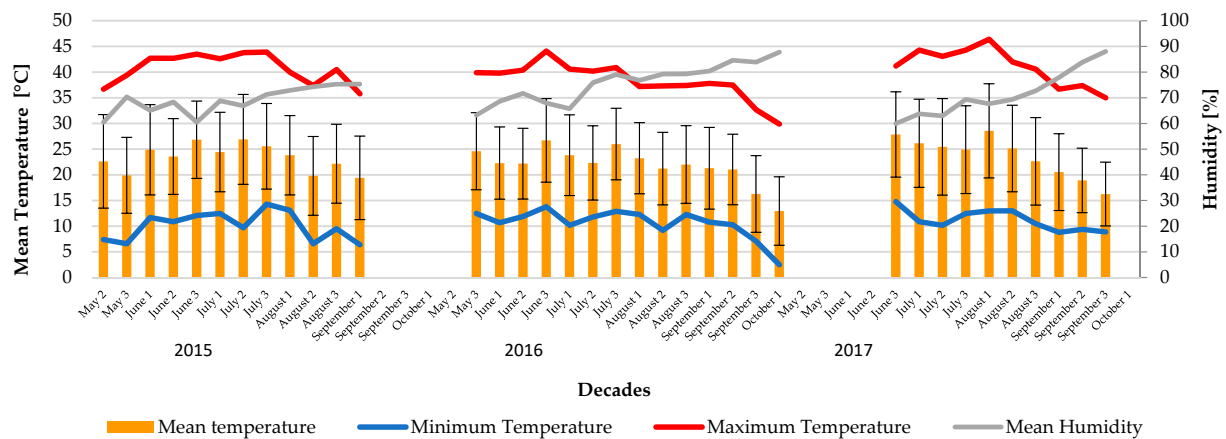 Mean Temperature [°C]
50
45
40
35
30
25
20
15
10
5
0
100
90
80
70
60
50
40
30
20
10
0
Humidity [%]
May 2
May 3
June 1
June 2
June 3
July 1
July 2
July 3
August 1
August 2
August 3
September 1
September 2
September 3
October 1
May 2
May 3
June 1
June 2
June 3
July 1
July 2
July 3
August 1
August 2
August 3
September 1
September 2
September 3
October 1
May 2
May 3
June 1
June 2
June 3
July 1
July 2
July 3
August 1
August 2
August 3
September 1
September 2
September 3
October 1
2015
2016
2017
Decades
Mean temperature
Minimum Temperature
Maximum Temperature
Mean Humidity